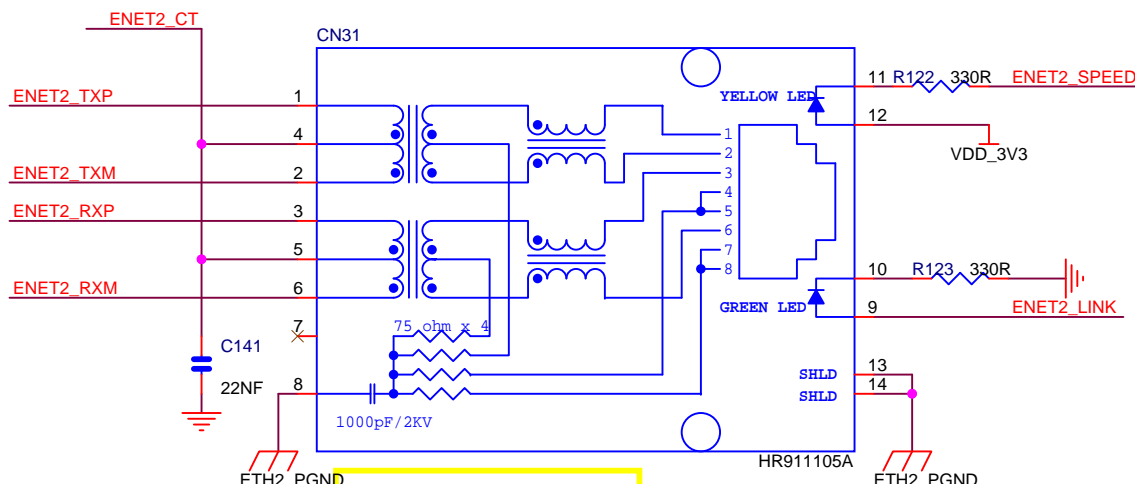 ENET2_CT
CN31
ENET2_TXP
1
11
R122
330R
ENET2_SPEED
YELLOW LED
12
VDD_3V3
4
1
2
3
4
5
6
7
8
ENET2_TXM
2
ENET2_RXP
3
5
ENET2_RXM
6
10
R123
330R
GREEN LED
9
ENET2_LINK
7
75 ohm x 4
C141
22NF
8
1000pF/2KV
SHLD
13
SHLD
14
HR911105A
ETH2_PGND
ETH2_PGND